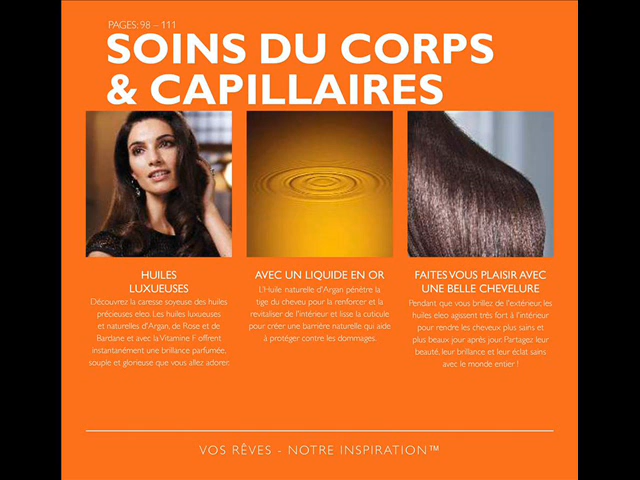 PAGES: 98 – 111
SOINS DU CORPS
& CAPILLAIRES
HUILES
LUXUEUSES
Découvrez la caresse soyeuse des huiles
précieuses eleo. Les huiles luxueuses
et naturelles d'Argan, de Rose et de
Bardane et avec la Vitamine F offrent
instantanément une brillance parfumée,
souple et glorieuse que vous allez adorer.
AVEC UN LIQUIDE EN OR
L'Huile naturelle d'Argan pénètre la
tige du cheveu pour la renforcer et la
revitaliser de l'intérieur et lisse la cuticule
pour créer une barrière naturelle qui aide
à protéger contre les dommages.
FAITES VOUS PLAISIR AVEC
UNE BELLE CHEVELURE
Pendant que vous brillez de l'extérieur, les
huiles eleo agissent très fort à l'intérieur
pour rendre les cheveux plus sains et
plus beaux jour après jour. Partagez leur
beauté, leur brillance et leur éclat sains
avec le monde entier !
VOS RÊVES - NOTRE INSPIRATION™